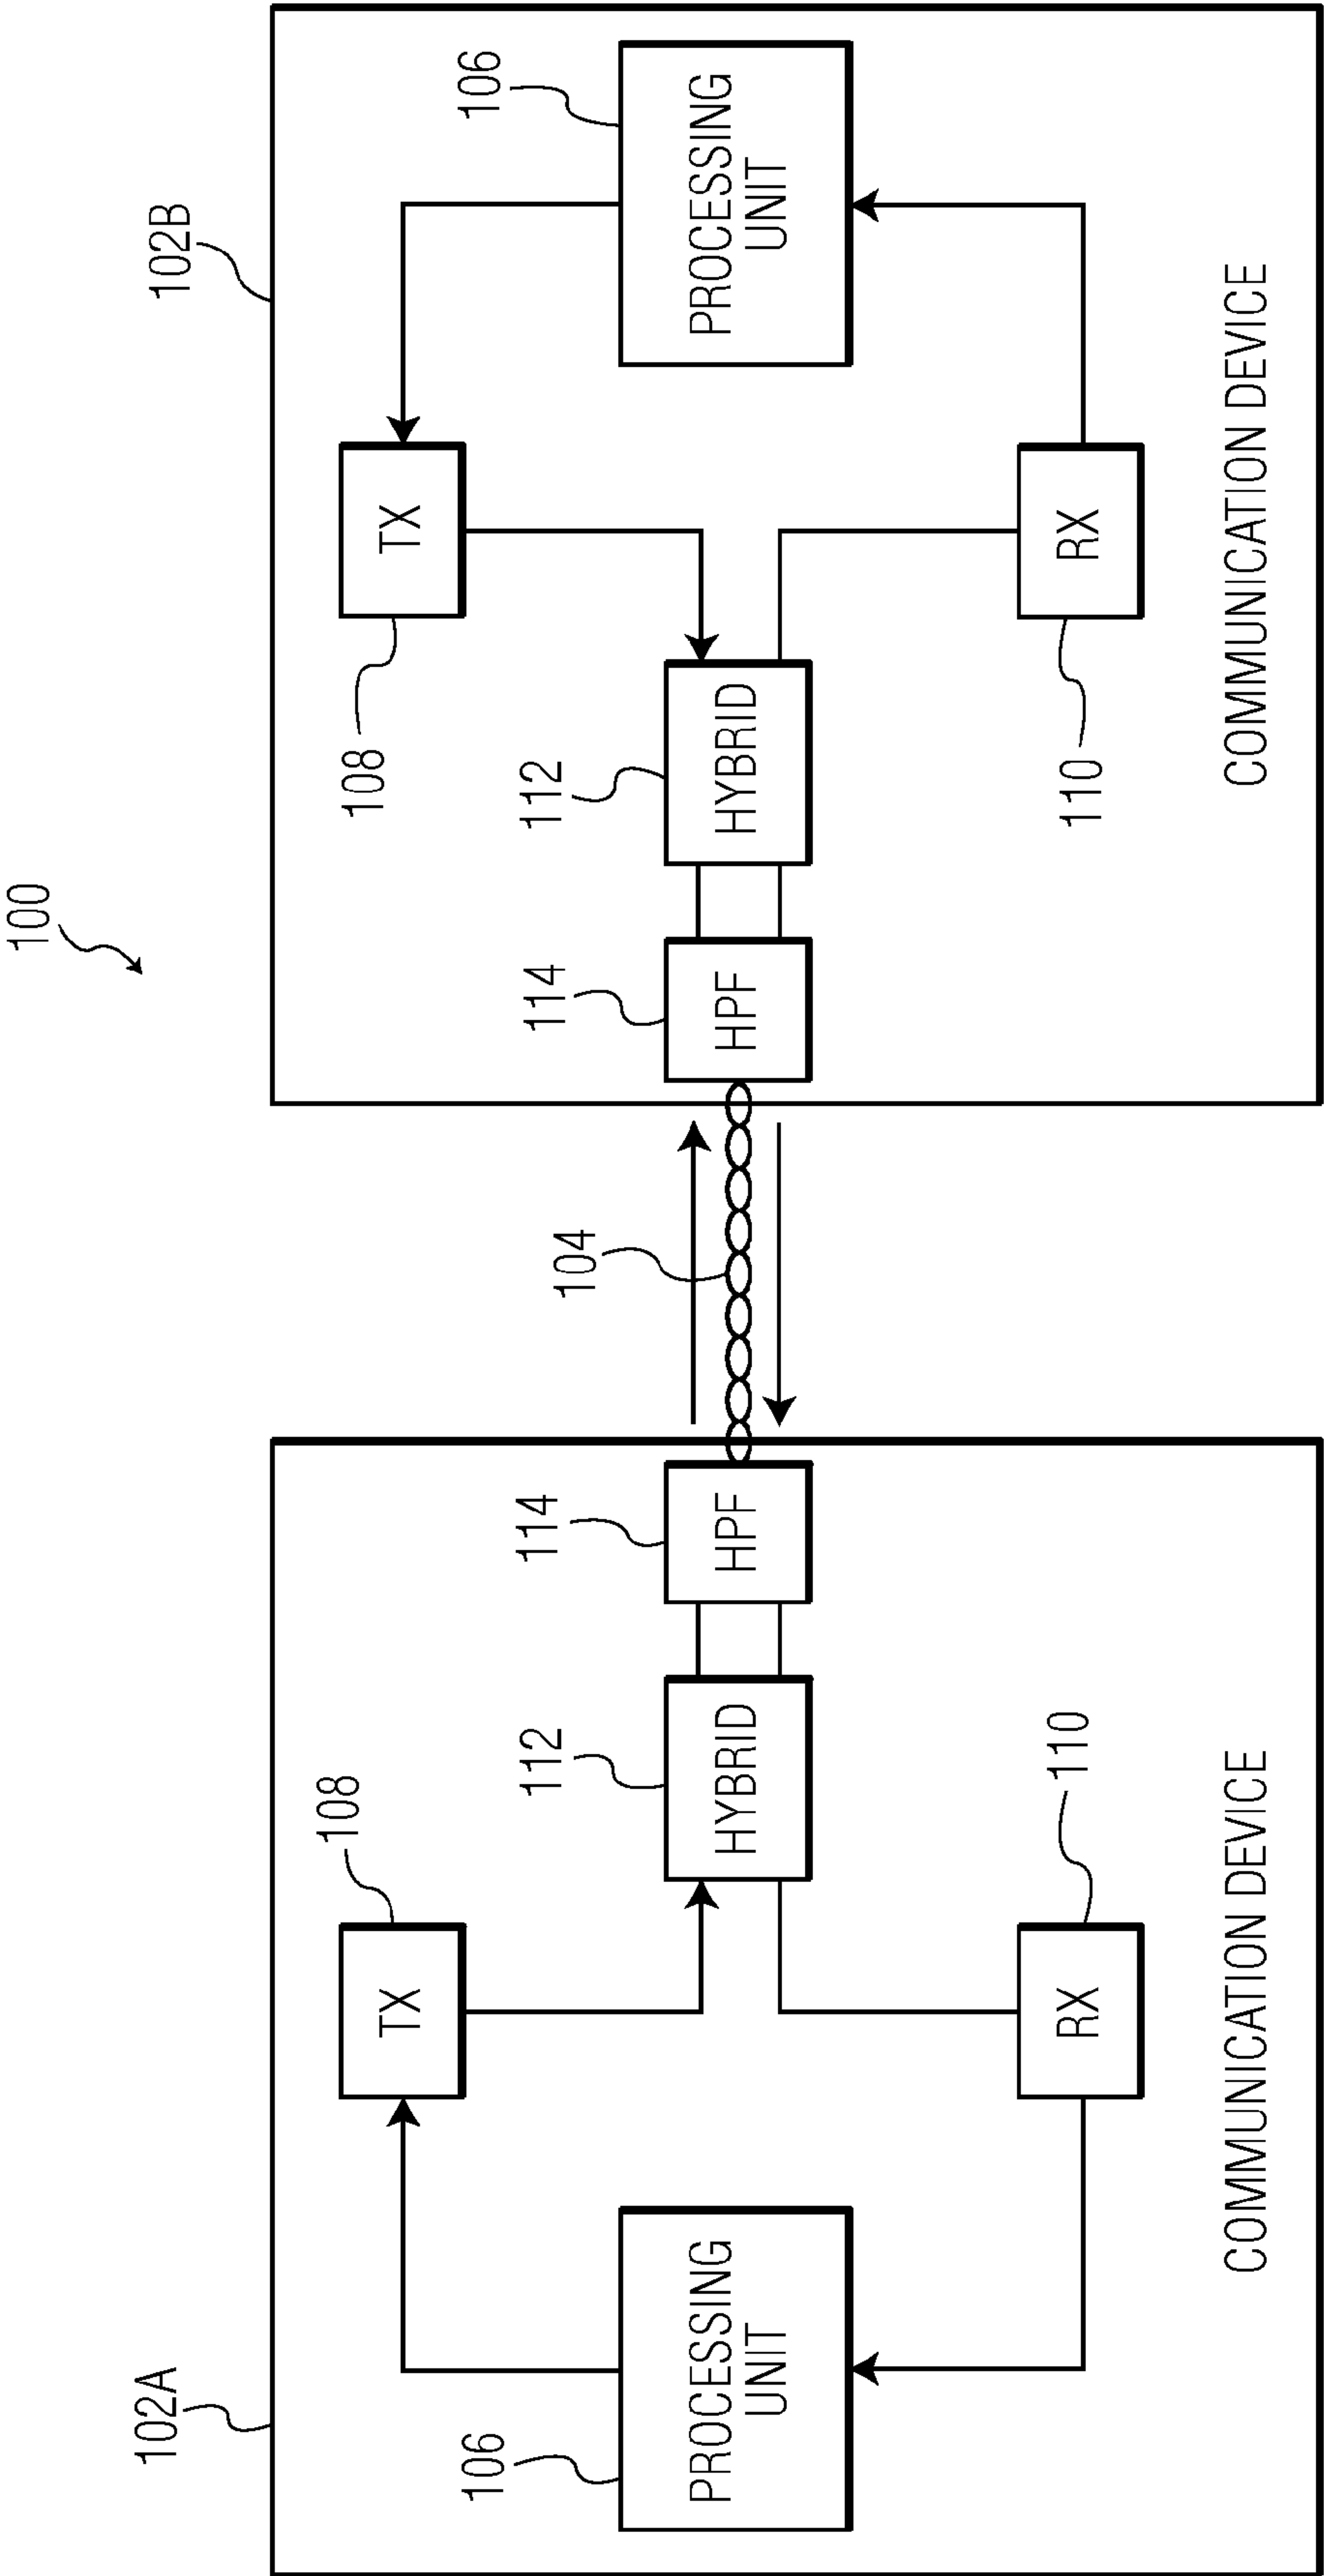 100
102A
102B
108
TX
106
PROCESSING
UNIT
112
HYBRID
114
HPF
104
110
RX
COMMUNICATION DEVICE
114
HPF
112
HYBRID
108
TX
106
PROCESSING
UNIT
110
RX
COMMUNICATION DEVICE